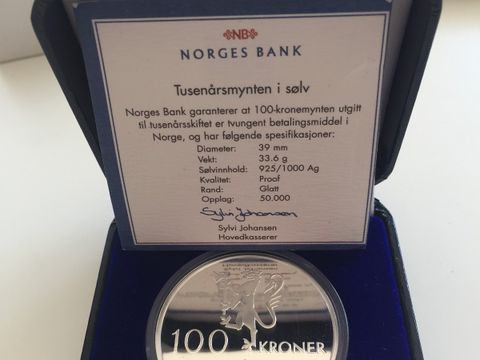 NB
NORGES BANK
Tusenårsmynten i sølv
Norges Bank garanterer at 100-kronemynten utgitt
til tusenårsskiftet er tvungent betalingsmiddel i
Norge, og har følgende spesifikasjoner:
Diameter: 39 mm
Vekt: 33.6 g
Sølvinnhold: 925/1000 Ag
Kvalitet: Proof
Rand: Glatt
Opplag: 50.000
Sylvi Johansen
Sylvi Johansen
Hovedkasserer
100 KRONER